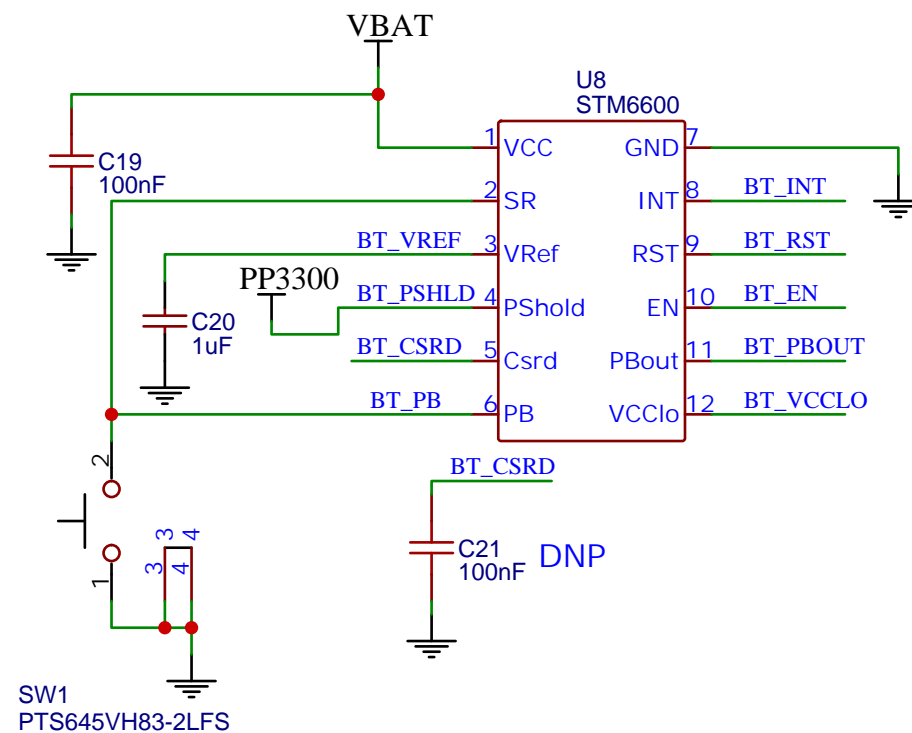 VBAT
U8
STM6600
C19
100nF
1 VCC GND 7
2 SR INT 8 BT_INT
BT_VREF 3 VRef RST 9 BT_RST
PP3300
BT_PSHLD 4 PShold EN 10 BT_EN
C20
1uF
BT_CSRD 5 Csrd PBout 11 BT_PBOUT
BT_PB 6 PB VCClo 12 BT_VCCLO
2
BT_CSRD
C21
100nF
DNP
3 4
3 4
1
SW1
PTS645VH83-2LFS